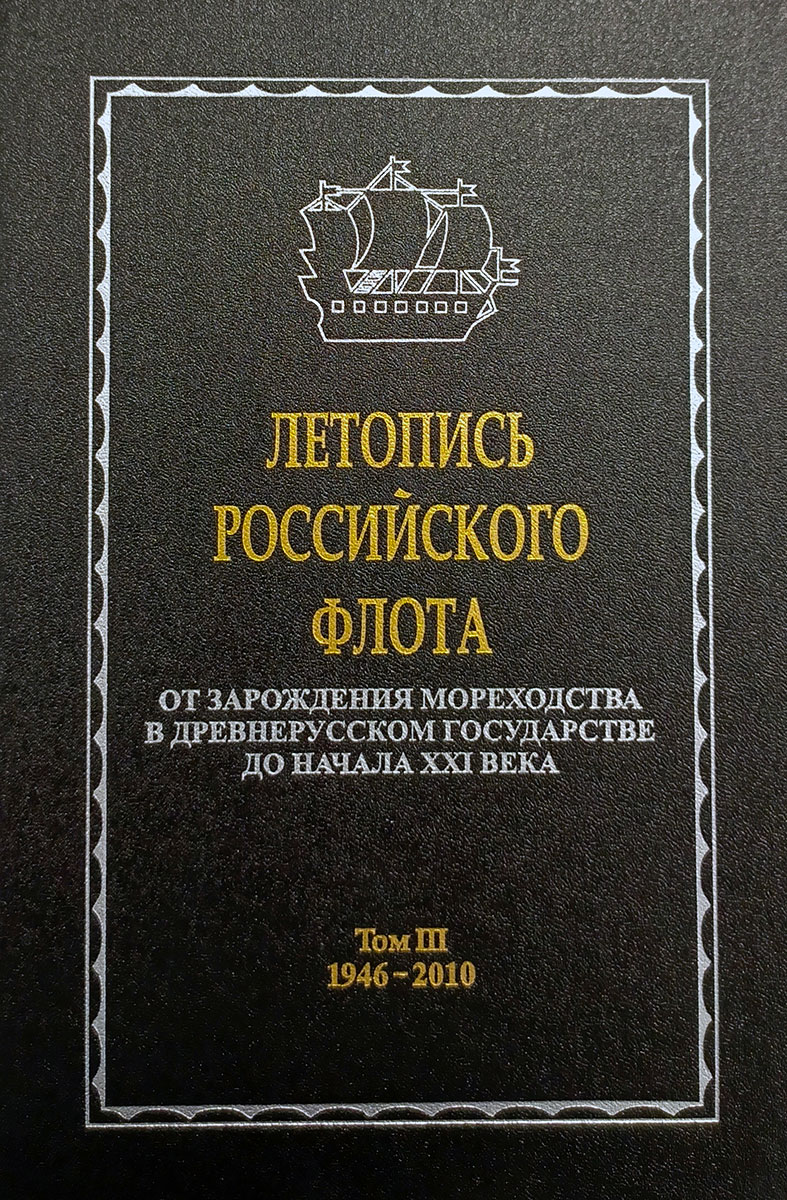 ЛЕТОПИСЬ
РОССИЙСКОГО
ФЛОТА
ОТ ЗАРОЖДЕНИЯ МОРЕХОДСТВА
В ДРЕВНЕРУССКОМ ГОСУДАРСТВЕ
ДО НАЧАЛА XXI ВЕКА
Том III
1946–2010